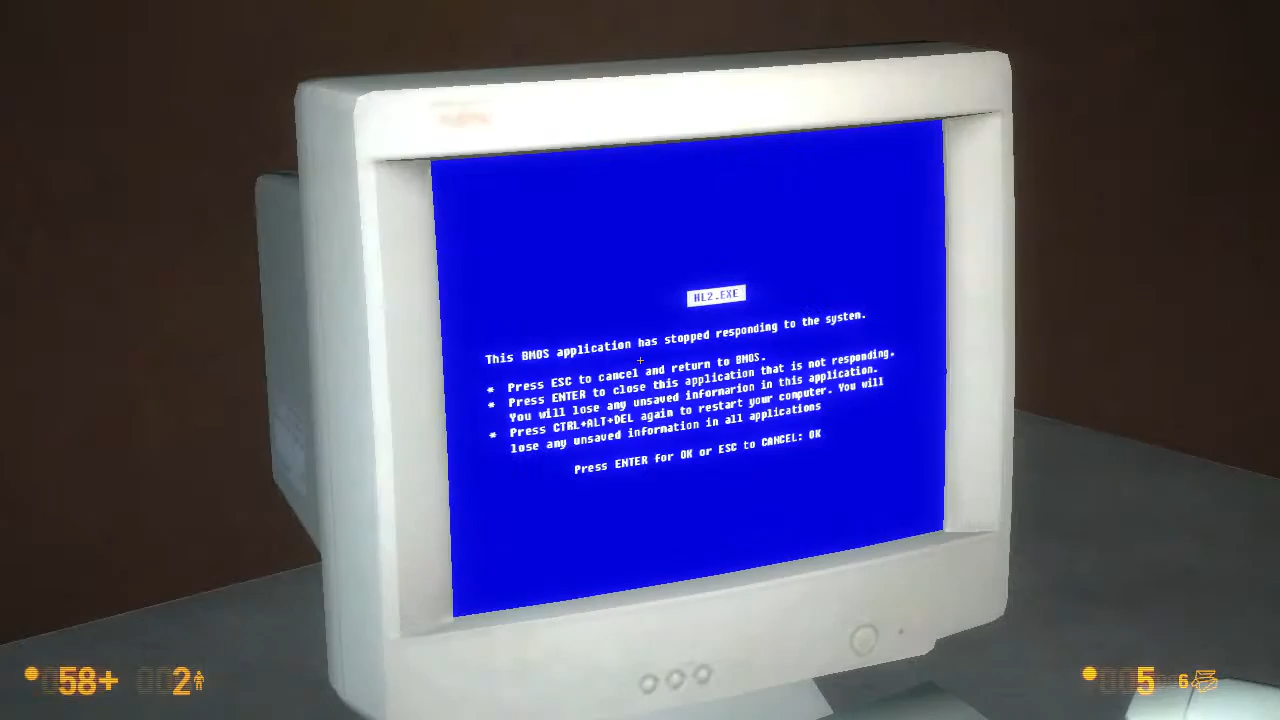 HL2.EXE
This BMOS application has stopped responding to the system.
* Press ESC to cancel and return to BMOS.
* Press ENTER to close this application that is not responding.
You will lose any unsaved informarion in this application.
* Press CTRL+ALT+DEL again to restart your computer. You will
lose any unsaved information in all applications
Press ENTER for OK or ESC to CANCEL: OK
58+ 2 5 6